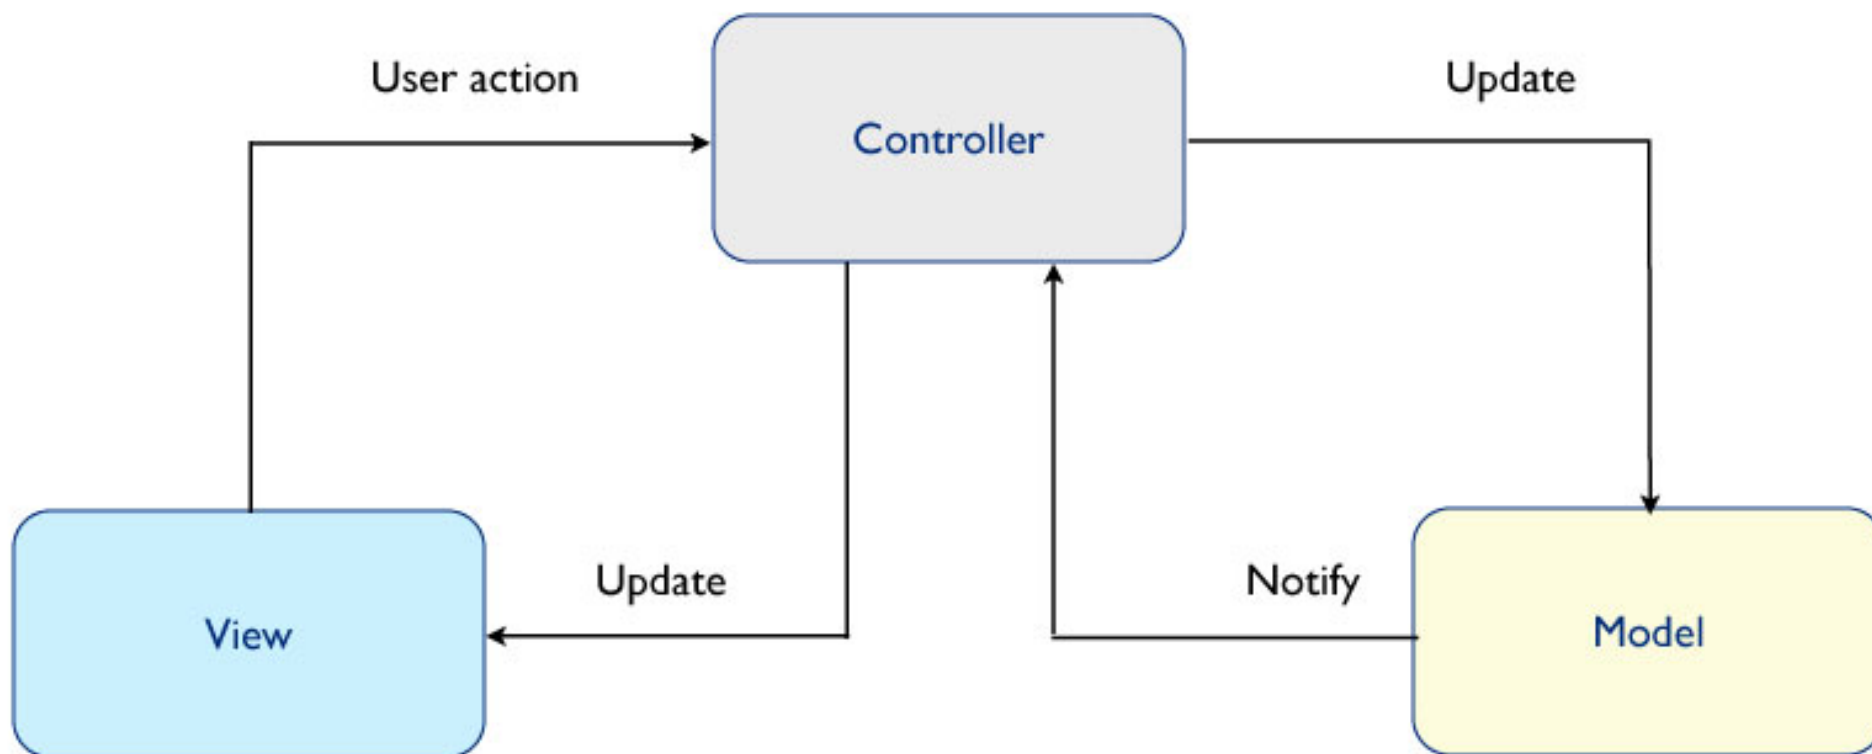 User action
Update
Controller
Update
Notify
View
Model